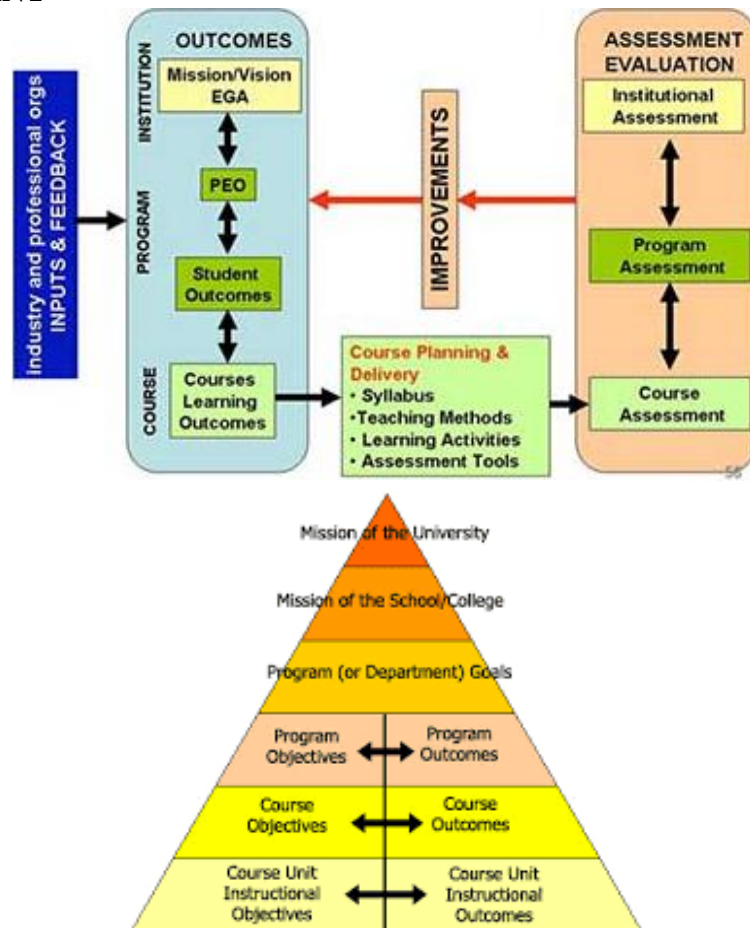 OUTCOMES
INSTITUTION
Mission/Vision
EGA
PROGRAM
PEO
Student
Outcomes
COURSE
Courses
Learning
Outcomes
Industry and professional orgs
INPUTS & FEEDBACK
IMPROVEMENTS
Course Planning &
Delivery
• Syllabus
•Teaching Methods
• Learning Activities
• Assessment Tools
ASSESSMENT
EVALUATION
Institutional
Assessment
Program
Assessment
Course
Assessment
Mission of the University
Mission of the School/College
Program (or Department) Goals
Program
Objectives
Program
Outcomes
Course
Objectives
Course
Outcomes
Course Unit
Instructional
Objectives
Course Unit
Instructional
Outcomes